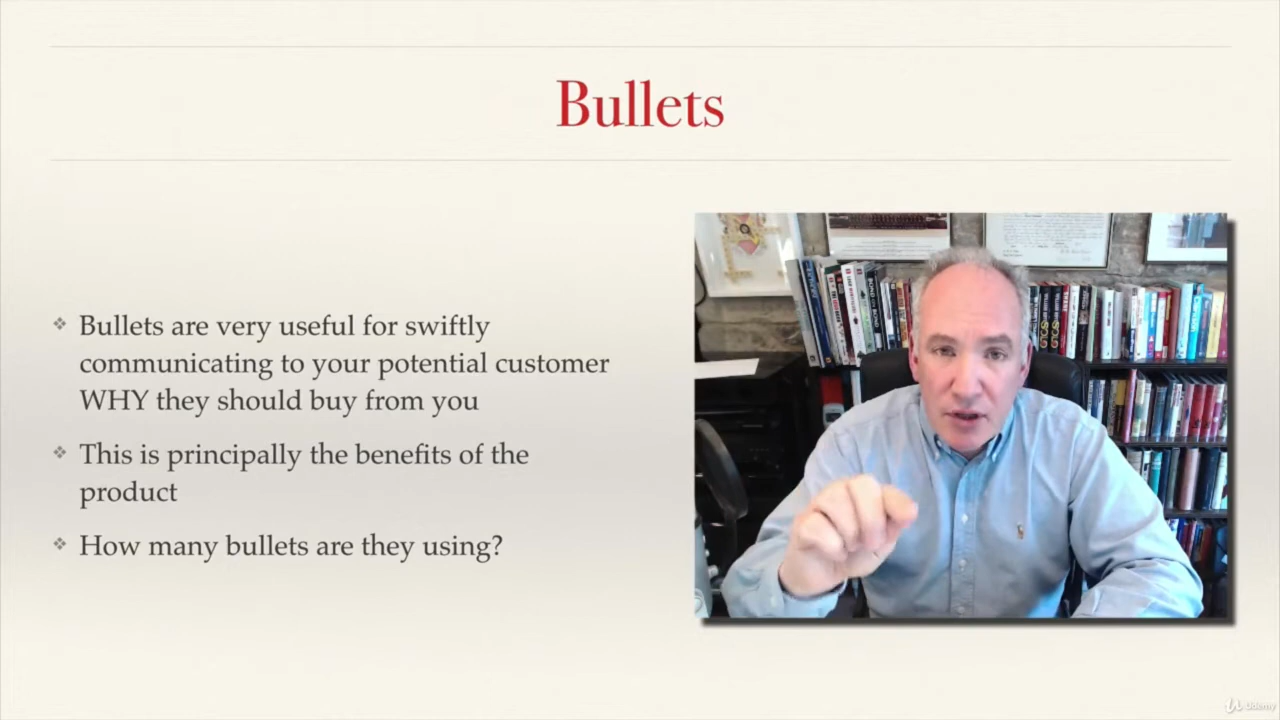 Bullets
Bullets are very useful for swiftly
communicating to your potential customer
WHY they should buy from you
This is principally the benefits of the
product
How many bullets are they using?
Udemy